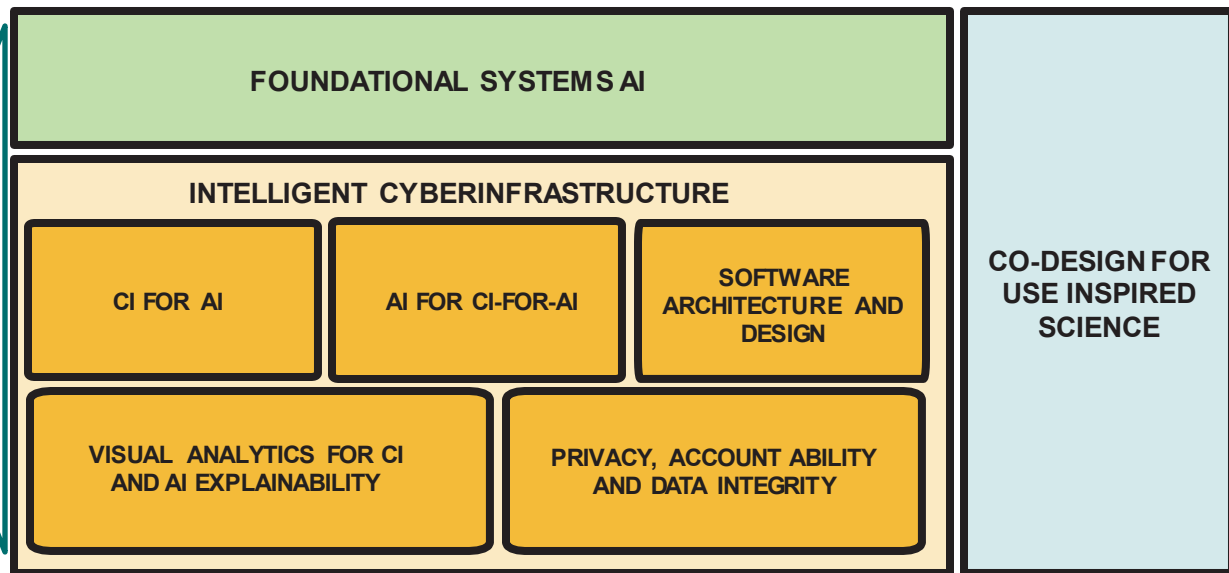 FOUNDATIONAL SYSTEMS AI
INTELLIGENT CYBERINFRASTRUCTURE
CI FOR AI
AI FOR CI-FOR-AI
SOFTWARE
ARCHITECTURE AND
DESIGN
VISUAL ANALYTICS FOR CI
AND AI EXPLAINABILITY
PRIVACY, ACCOUNT ABILITY
AND DATA INTEGRITY
CO-DESIGN FOR
USE INSPIRED
SCIENCE